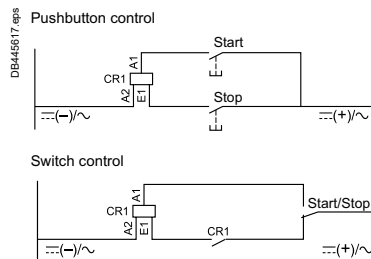 DB445617.eps
Pushbutton control
Start
A1
CR1
A2
E1
Stop
(–)/~
(+)/~
Switch control
A1
Start/Stop
CR1
A2
E1
CR1
(–)/~
(+)/~